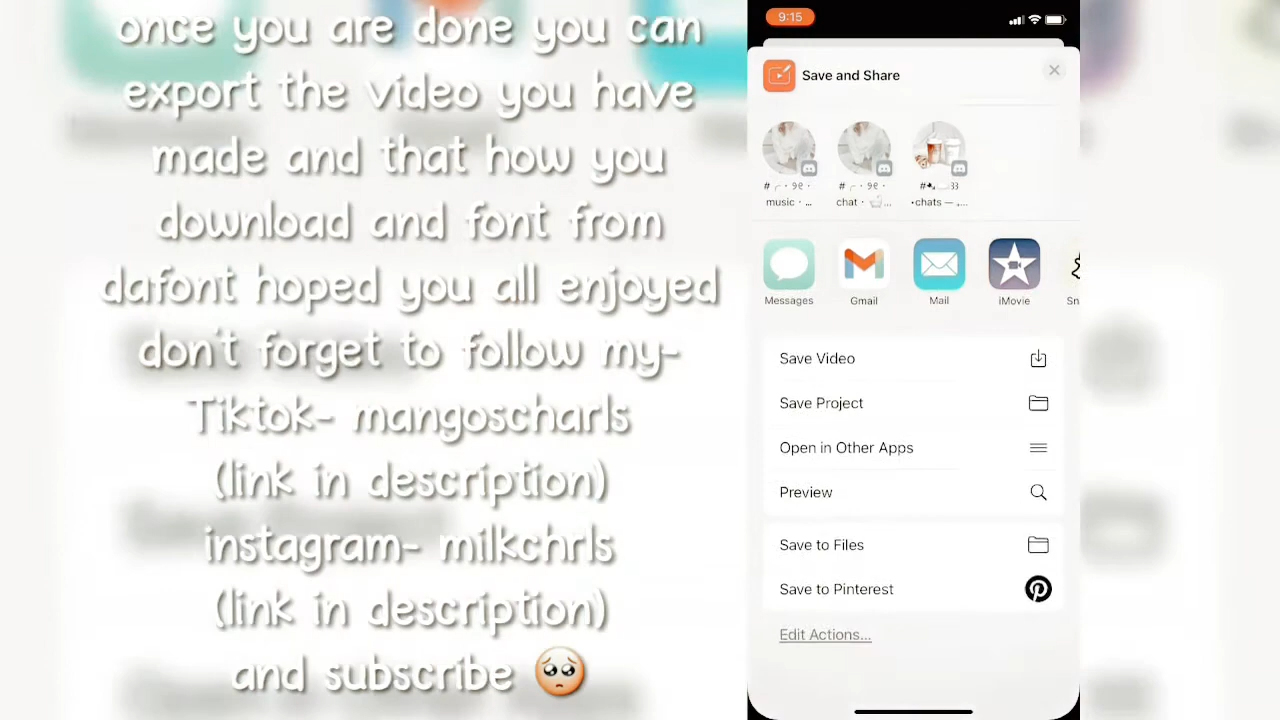 once you are done you can
export the video you have
made and that how you
download and font from
dafont hoped you all enjoyed
don't forget to follow my-
Tiktok- mangoscharls
(link in description)
instagram- milkchrls
(link in description)
and subscribe 🥺
9:15
Save and Share
music · ...
chat ·
•chats — ,...
Messages
Gmail
Mail
iMovie
Sn
Save Video
Save Project
Open in Other Apps
Preview
Save to Files
Save to Pinterest
Edit Actions...